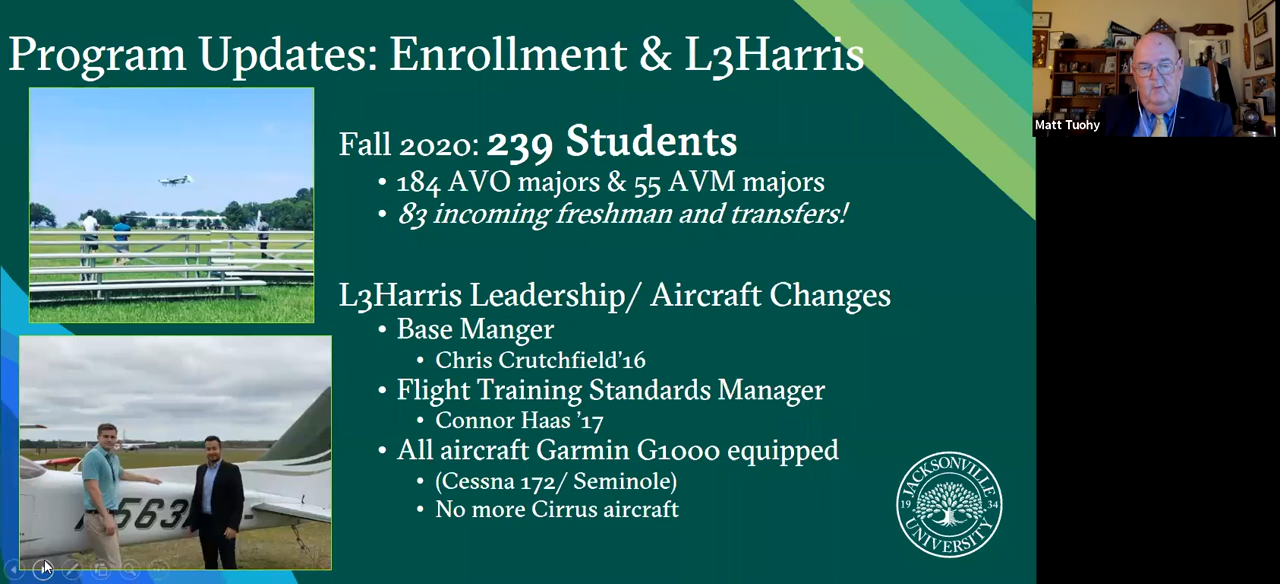 Program Updates: Enrollment & L3Harris
Matt Tuohy
Fall 2020: 239 Students
• 184 AVO majors & 55 AVM majors
• 83 incoming freshman and transfers!
L3Harris Leadership/ Aircraft Changes
• Base Manger
• Chris Crutchfield'16
• Flight Training Standards Manager
• Connor Haas '17
• All aircraft Garmin G1000 equipped
• (Cessna 172/ Seminole)
• No more Cirrus aircraft
563
JACKSONVILLE
19 34
UNIVERSITY